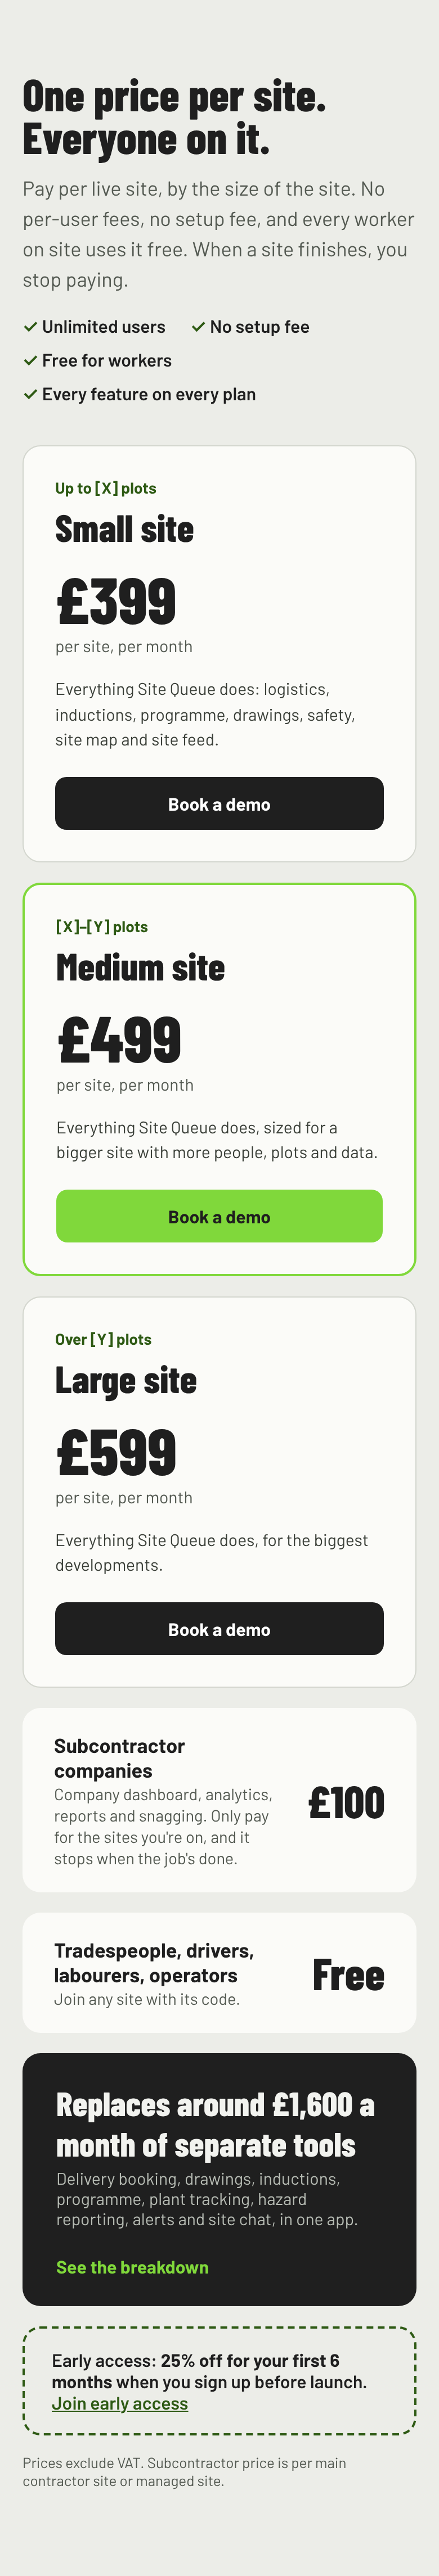 One price per site.
Everyone on it.
Pay per live site, by the size of the site. No
per-user fees, no setup fee, and every worker
on site uses it free. When a site finishes, you
stop paying.
✓ Unlimited users ✓ No setup fee
✓ Free for workers
✓ Every feature on every plan
Up to [X] plots
Small site
£399
per site, per month
Everything Site Queue does: logistics,
inductions, programme, drawings, safety,
site map and site feed.
Book a demo
[X]–[Y] plots
Medium site
£499
per site, per month
Everything Site Queue does, sized for a
bigger site with more people, plots and data.
Book a demo
Over [Y] plots
Large site
£599
per site, per month
Everything Site Queue does, for the biggest
developments.
Book a demo
Subcontractor
companies
Company dashboard, analytics,
reports and snagging. Only pay
for the sites you're on, and it
stops when the job's done.
£100
Tradespeople, drivers,
labourers, operators
Join any site with its code.
Free
Replaces around £1,600 a
month of separate tools
Delivery booking, drawings, inductions,
programme, plant tracking, hazard
reporting, alerts and site chat, in one app.
See the breakdown
Early access: 25% off for your first 6
months when you sign up before launch.
Join early access
Prices exclude VAT. Subcontractor price is per main
contractor site or managed site.